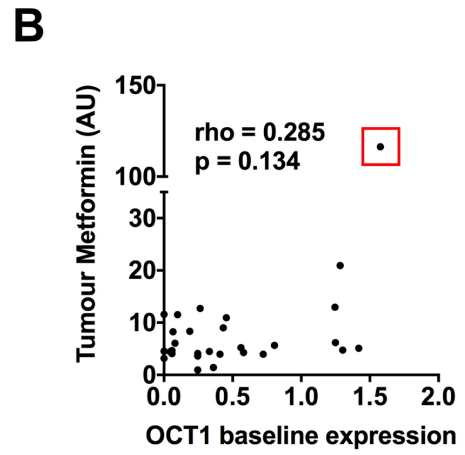 B
Tumour Metformin (AU)
150
100
30
20
10
0
rho = 0.285
p = 0.134
0.0 0.5 1.0 1.5 2.0
OCT1 baseline expression